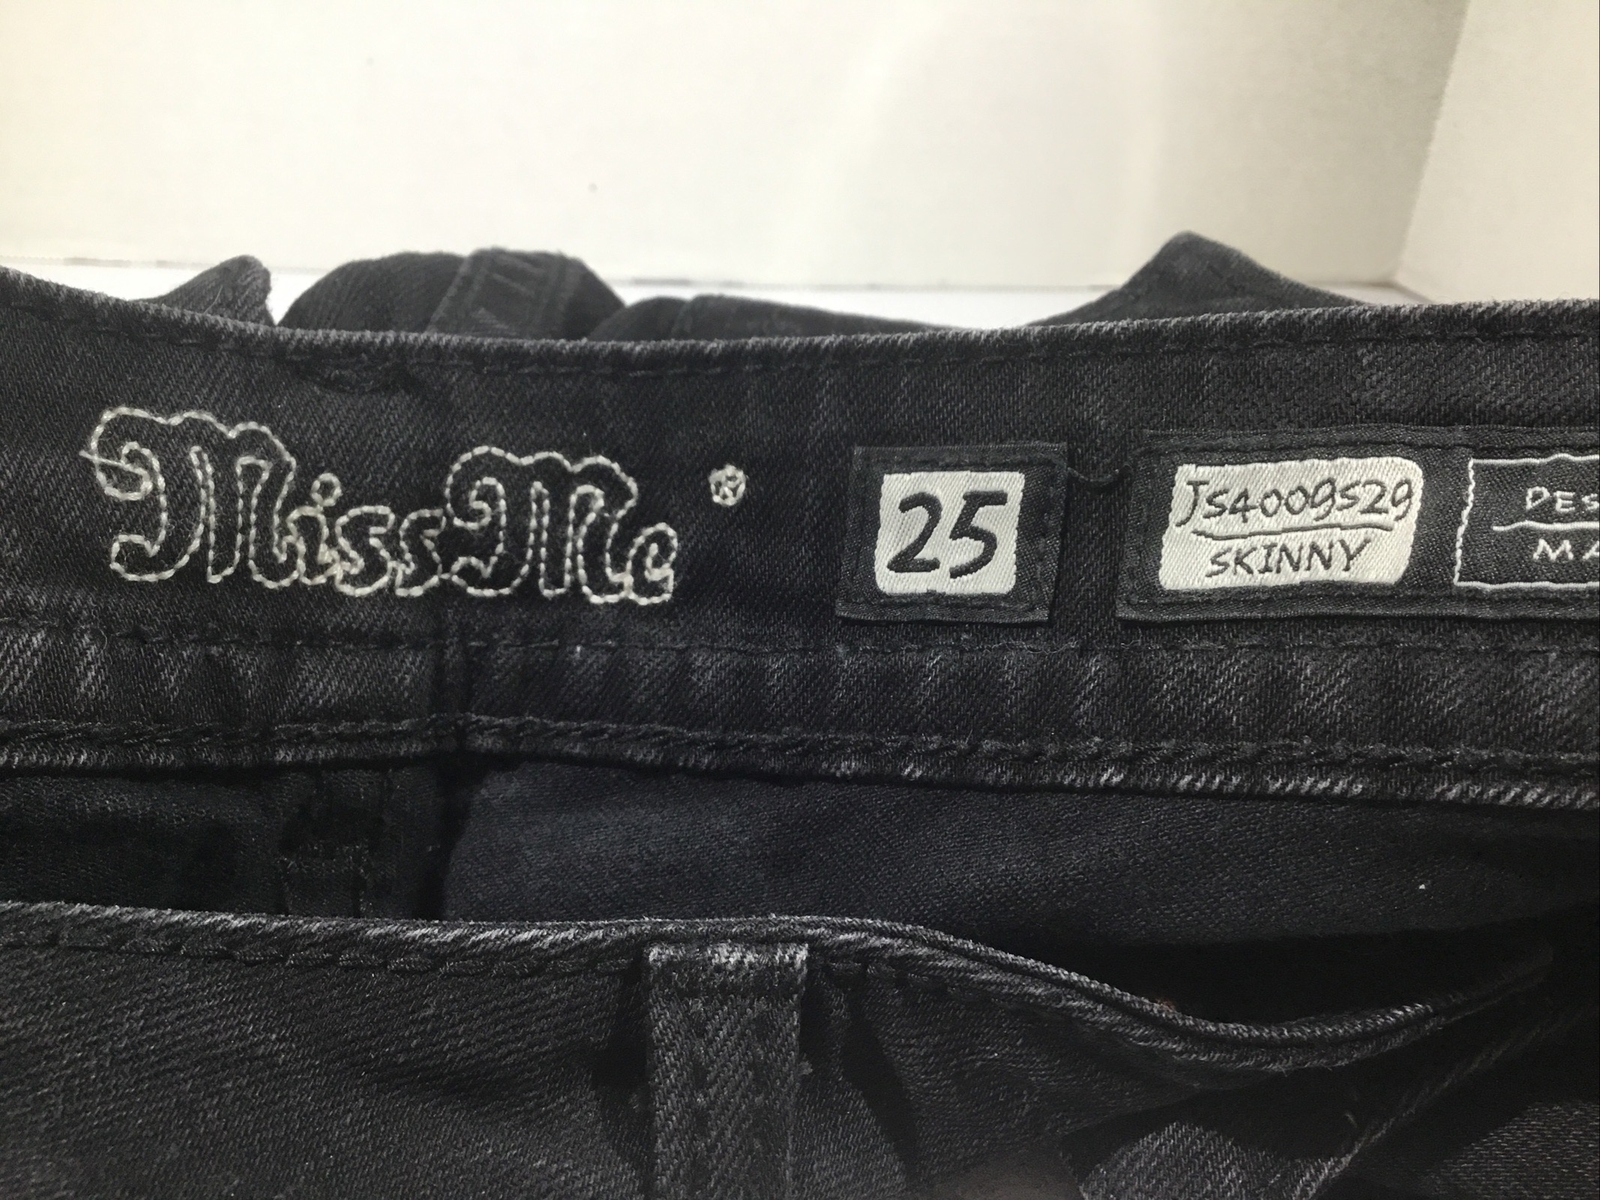 Miss Me ®
25
JS4009S29
SKINNY
DES
MA